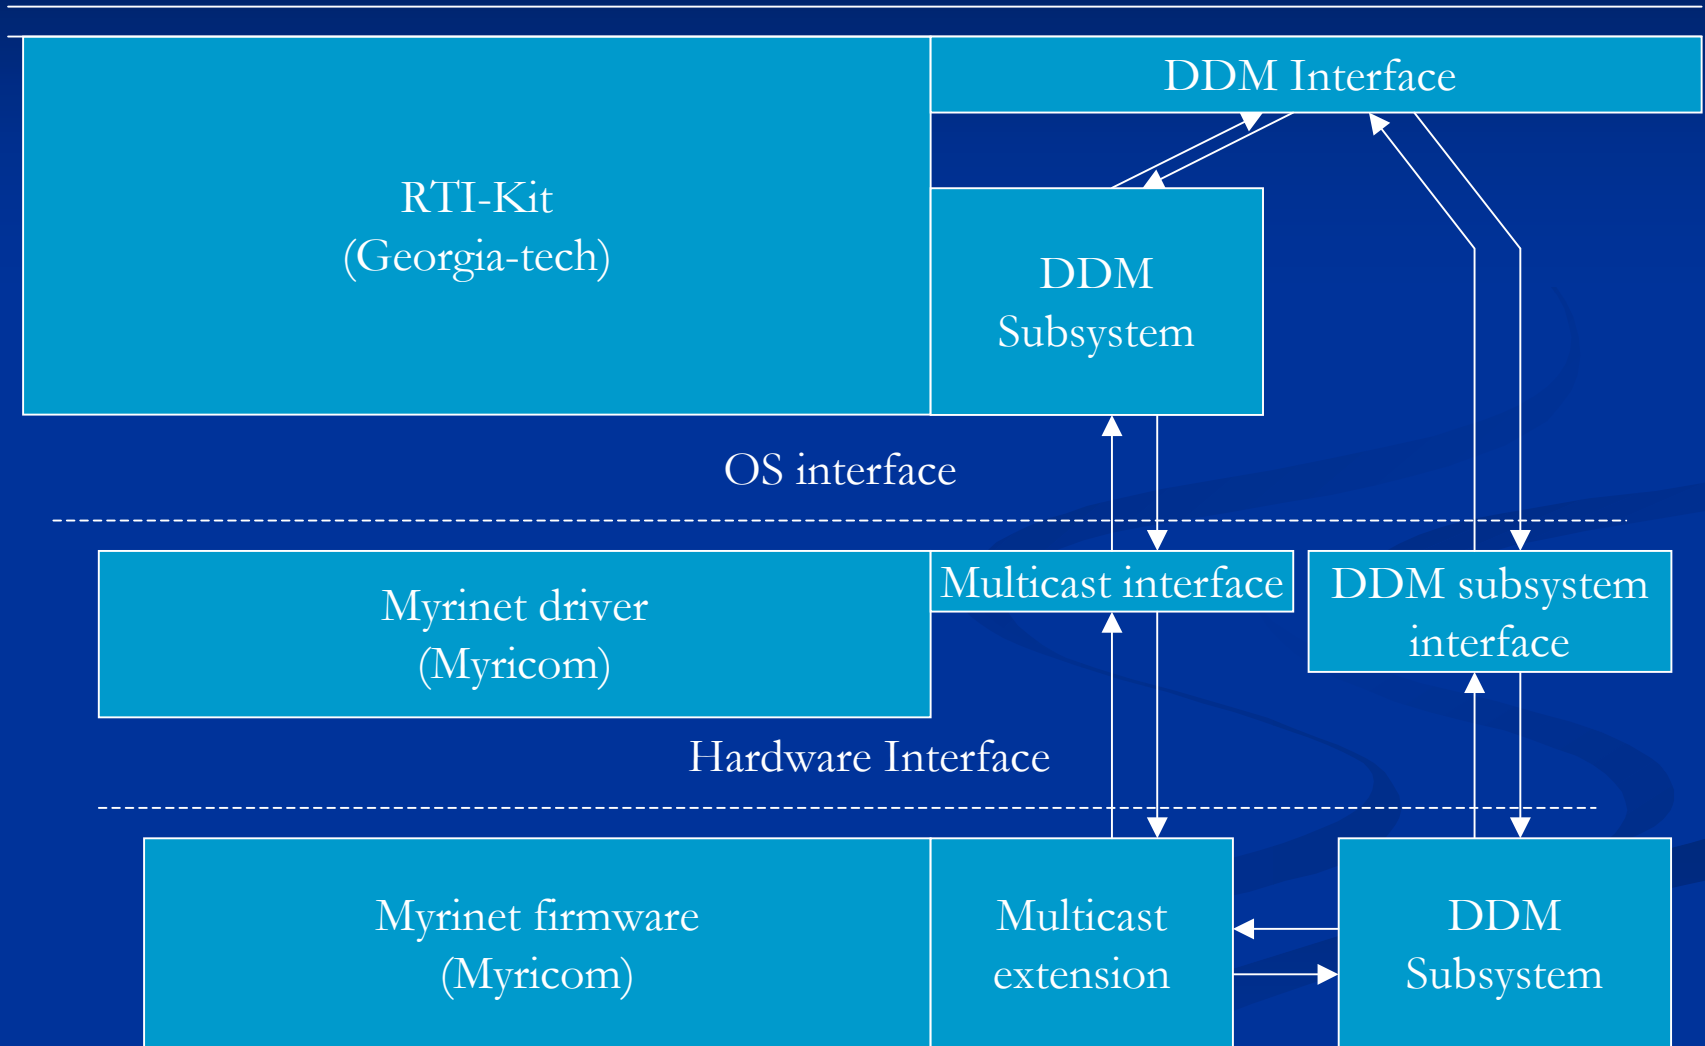 DDM Interface
RTI-Kit
(Georgia-tech)
DDM
Subsystem
OS interface
Multicast interface
DDM subsystem
interface
Myrinet driver
(Myricom)
Hardware Interface
Myrinet firmware
(Myricom)
Multicast
extension
DDM
Subsystem